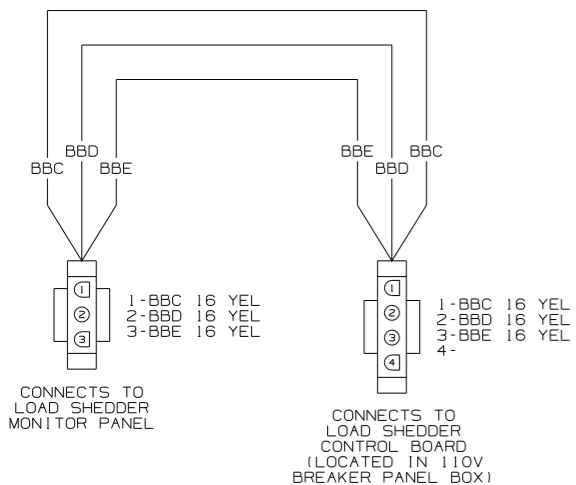 BBC
BBD
BBE
BBE
BBD
BBC
1
2
3
1-BBC 16 YEL
2-BBD 16 YEL
3-BBE 16 YEL
CONNECTS TO
LOAD SHEDDER
MONITOR PANEL
1
2
3
4
1-BBC 16 YEL
2-BBD 16 YEL
3-BBE 16 YEL
4-
CONNECTS TO
LOAD SHEDDER
CONTROL BOARD
(LOCATED IN 110V
BREAKER PANEL BOX)